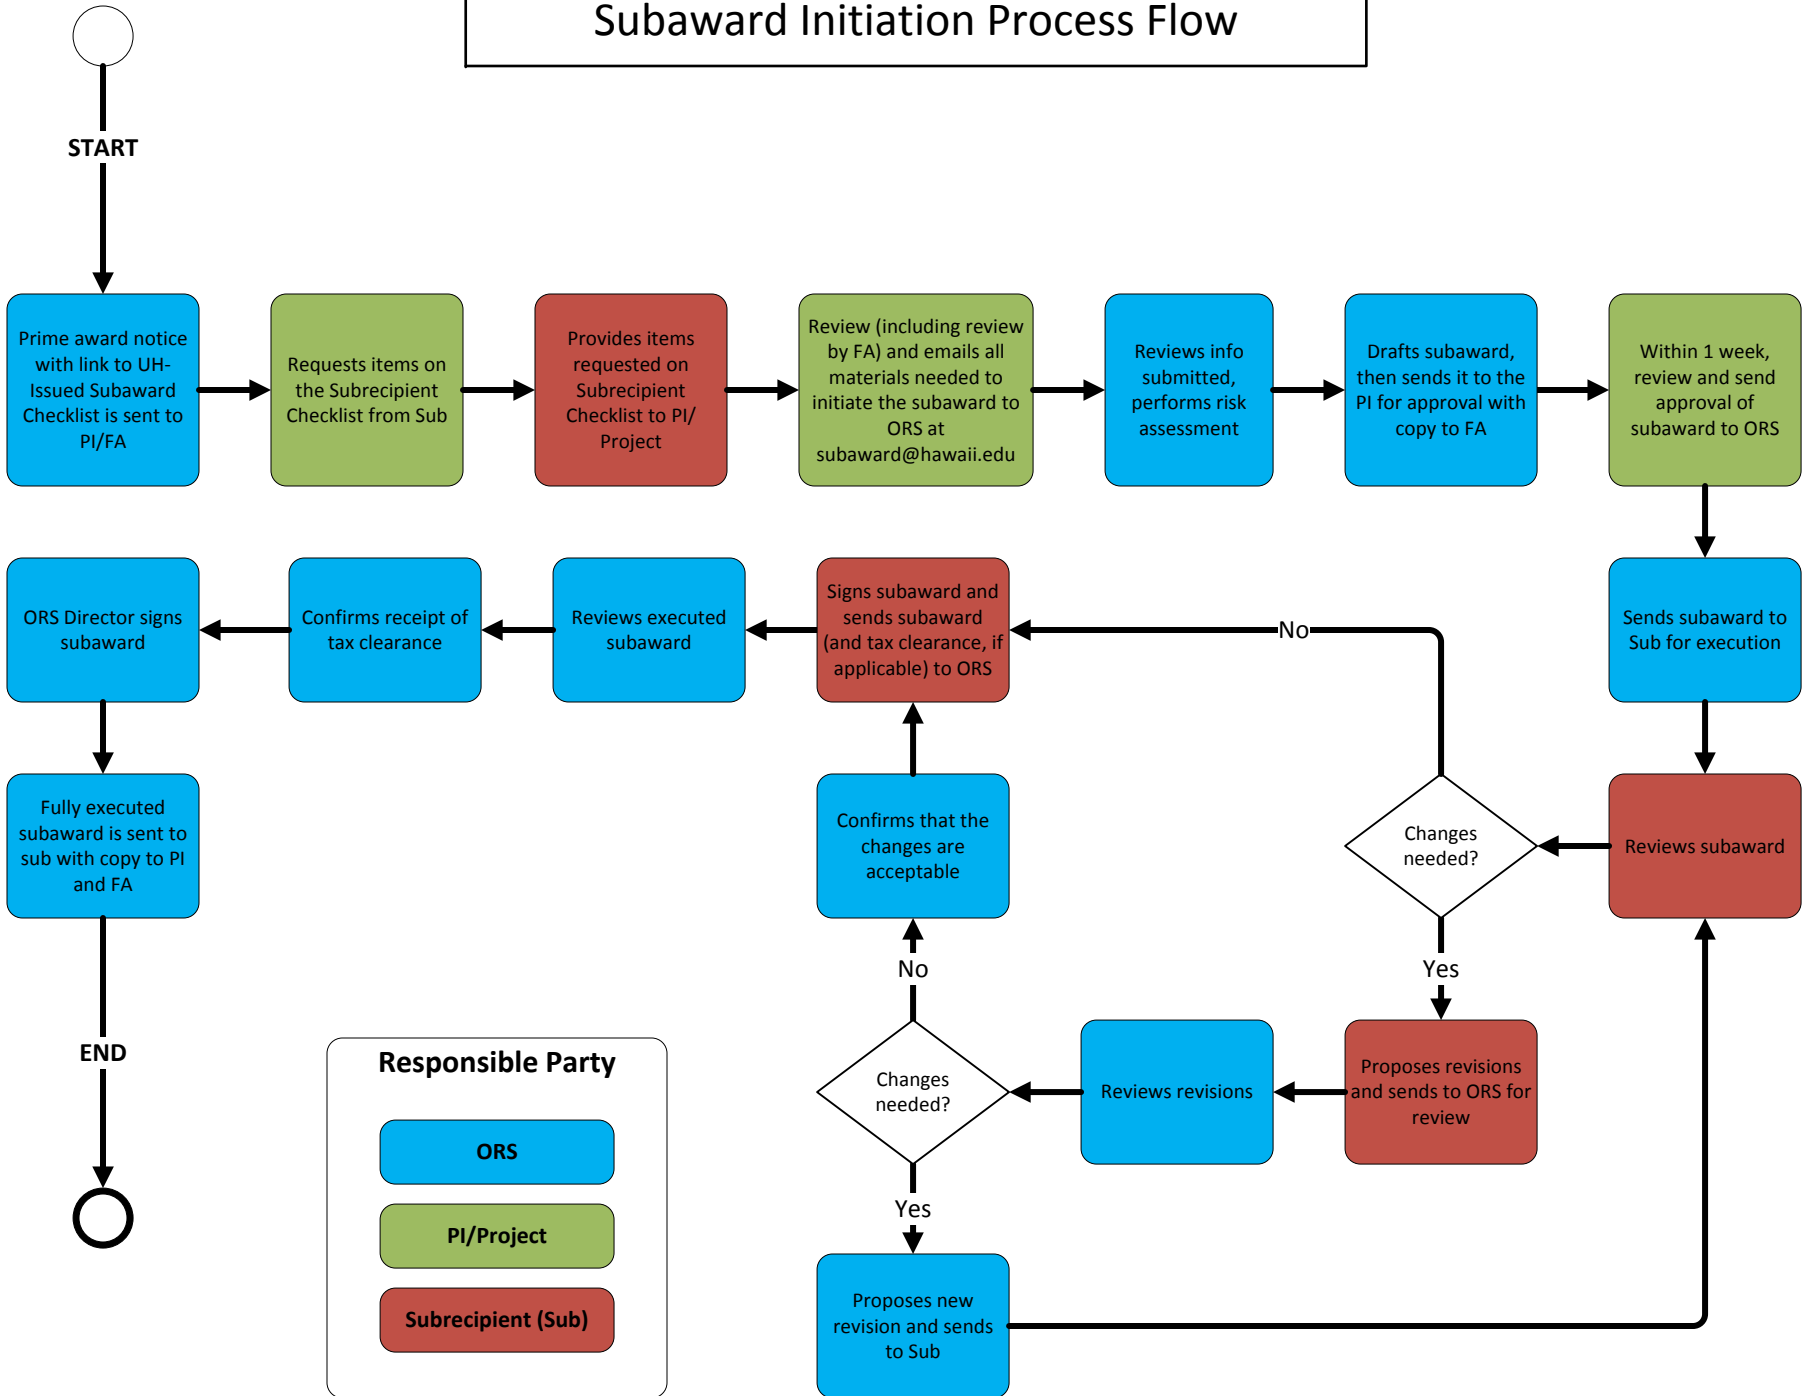 Subaward Initiation Process Flow
START
Prime award notice
with link to UH-
Issued Subaward
Checklist is sent to
PI/FA
Requests items on
the Subrecipient
Checklist from Sub
Provides items
requested on
Subrecipient
Checklist to PI/
Project
Review (including review
by FA) and emails all
materials needed to
initiate the subaward to
ORS at
subaward@hawaii.edu
Reviews info
submitted,
performs risk
assessment
Drafts subaward,
then sends it to the
PI for approval with
copy to FA
Within 1 week,
review and send
approval of
subaward to ORS
ORS Director signs
subaward
Confirms receipt of
tax clearance
Reviews executed
subaward
Signs subaward and
sends subaward
(and tax clearance, if
applicable) to ORS
No
Sends subaward to
Sub for execution
Fully executed
subaward is sent to
sub with copy to PI
and FA
Confirms that the
changes are
acceptable
Changes
needed?
Reviews subaward
No
Yes
END
Responsible Party
ORS
PI/Project
Subrecipient (Sub)
Changes
needed?
Reviews revisions
Proposes revisions
and sends to ORS for
review
Yes
Proposes new
revision and sends
to Sub